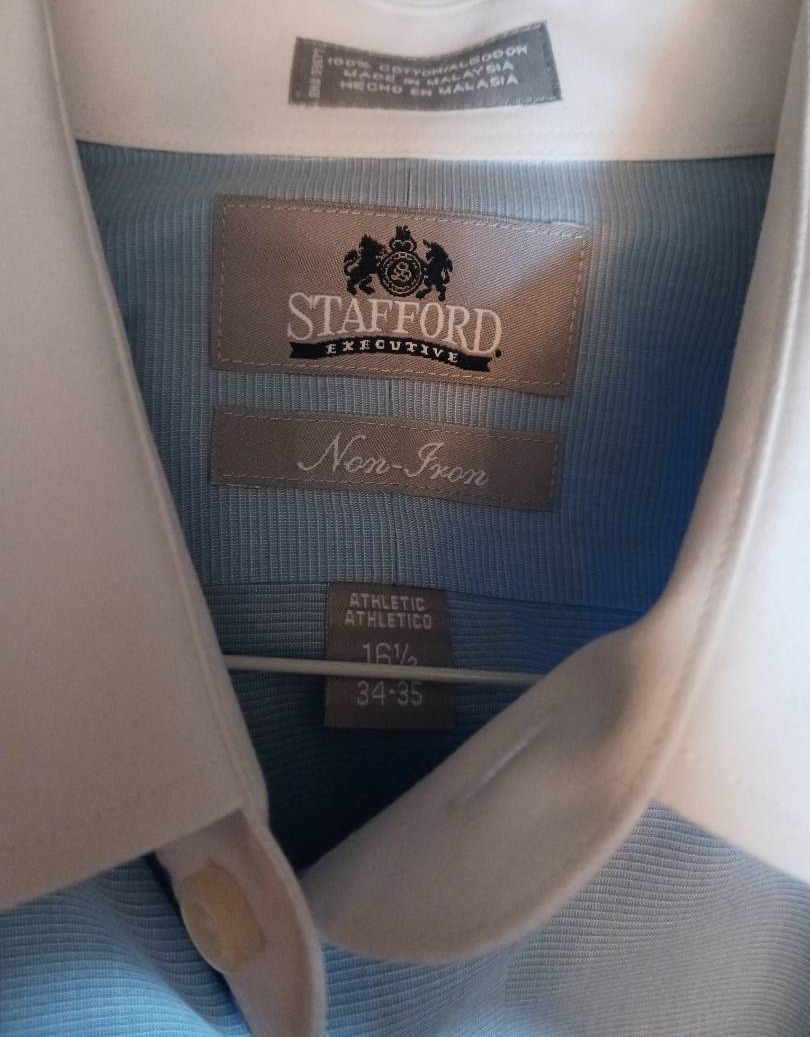 100% COTTON/ALGODON
MADE IN MALAYSIA
HECHO EN MALASIA
STAFFORD
EXECUTIVE
Non-Iron
ATHLETIC
ATHLETICO
16½
34·35